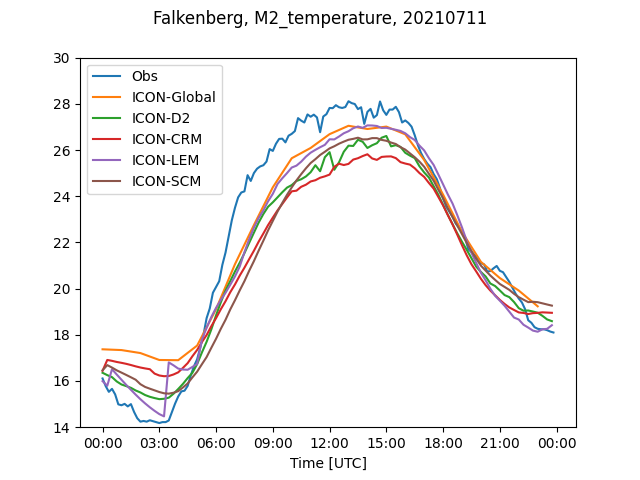 Falkenberg, M2_temperature, 20210711
30
28
26
24
22
20
18
16
14
Obs
ICON-Global
ICON-D2
ICON-CRM
ICON-LEM
ICON-SCM
00:00 03:00 06:00 09:00 12:00 15:00 18:00 21:00 00:00
Time [UTC]